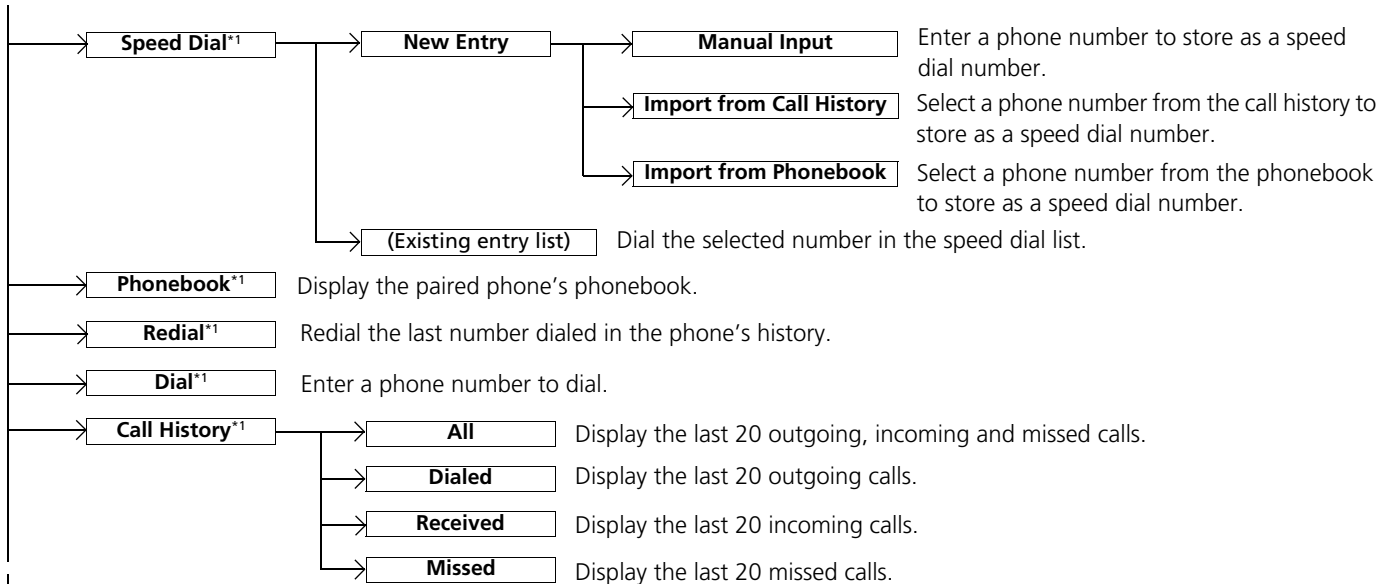 Speed Dial*1 New Entry Manual Input Enter a phone number to store as a speed
dial number.
Import from Call History Select a phone number from the call history to
store as a speed dial number.
Import from Phonebook Select a phone number from the phonebook
to store as a speed dial number.
(Existing entry list) Dial the selected number in the speed dial list.
Phonebook*1 Display the paired phone’s phonebook.
Redial*1 Redial the last number dialed in the phone’s history.
Dial*1 Enter a phone number to dial.
Call History*1 All Display the last 20 outgoing, incoming and missed calls.
Dialed Display the last 20 outgoing calls.
Received Display the last 20 incoming calls.
Missed Display the last 20 missed calls.